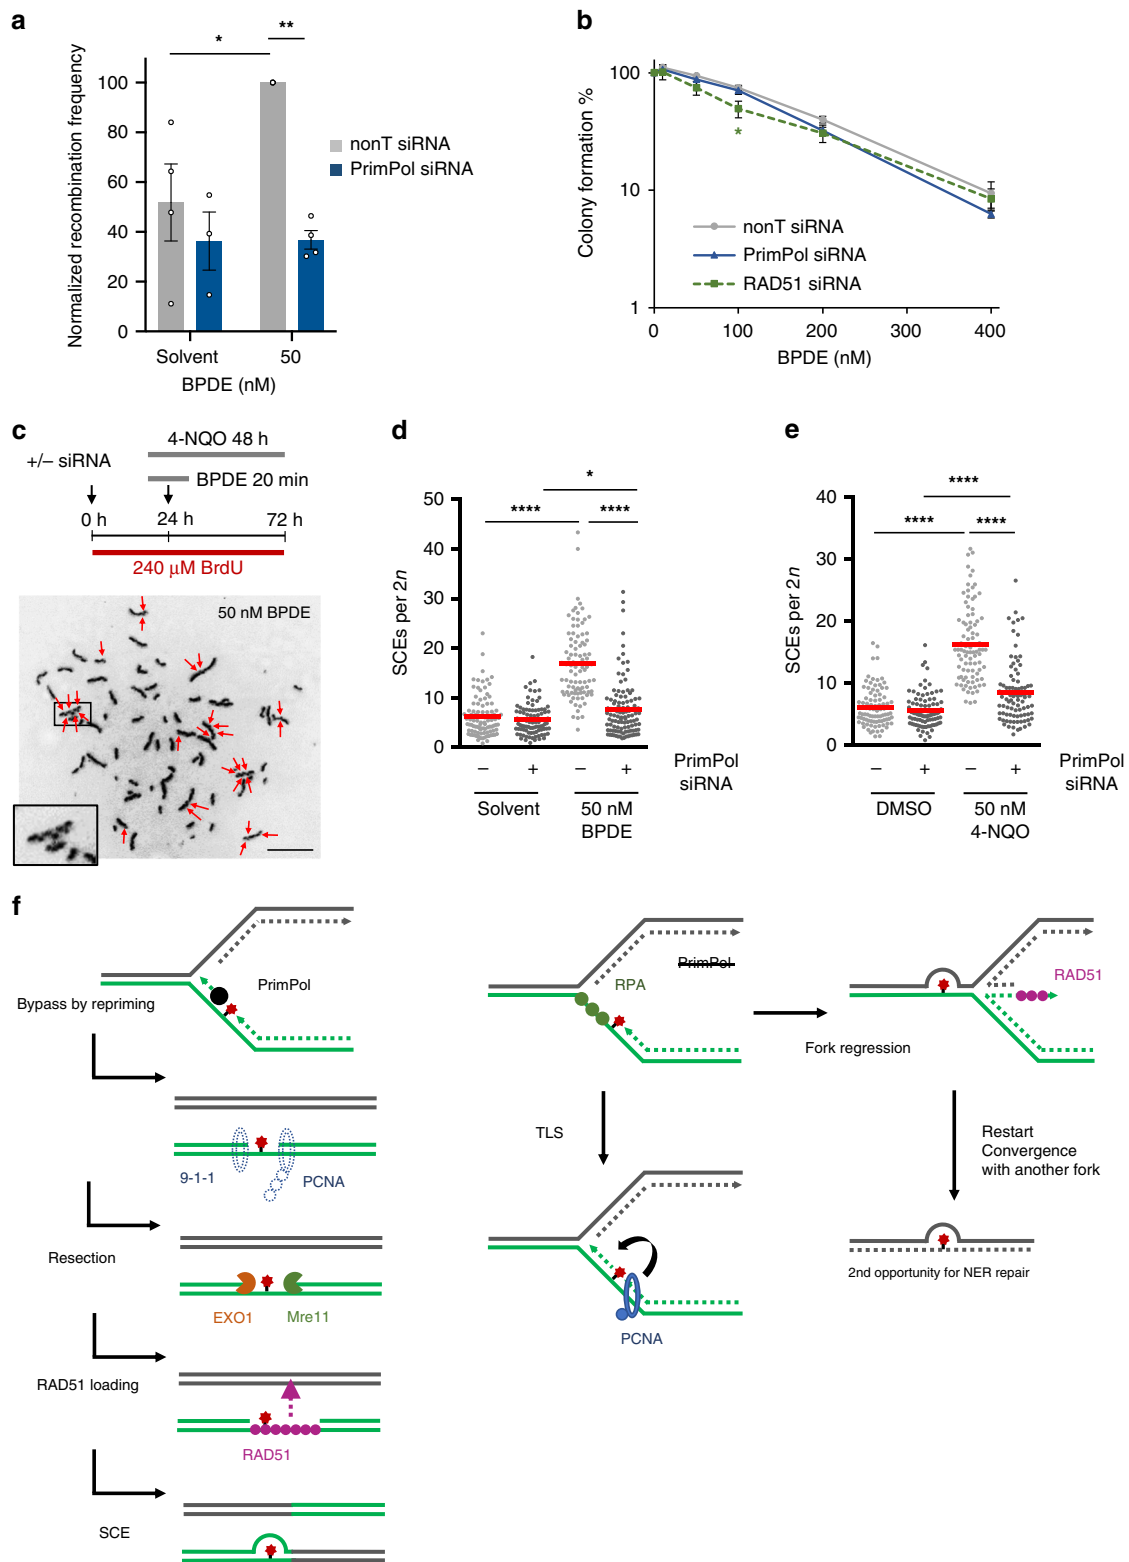 a
*
**
Normalized recombination frequency
100
80
60
40
20
0
Solvent
50
BPDE (nM)
nonT siRNA
PrimPol siRNA
b
Colony formation %
100
10
1
*
nonT siRNA
PrimPol siRNA
RAD51 siRNA
0
100
200
300
400
BPDE (nM)
c
4-NQO 48 h
+/− siRNA
BPDE 20 min
0 h
24 h
72 h
240 μM BrdU
50 nM BPDE
d
*
****
****
SCEs per 2n
50
40
30
20
10
0
− + − +
PrimPol siRNA
Solvent
50 nM BPDE
e
****
****
****
SCEs per 2n
40
30
20
10
0
− + − +
PrimPol siRNA
DMSO
50 nM 4-NQO
f
PrimPol
Bypass by repriming
9-1-1
PCNA
Resection
EXO1
Mre11
RAD51 loading
RAD51
SCE
PrimPol
RPA
TLS
PCNA
Fork regression
RAD51
Restart
Convergence
with another fork
2nd opportunity for NER repair